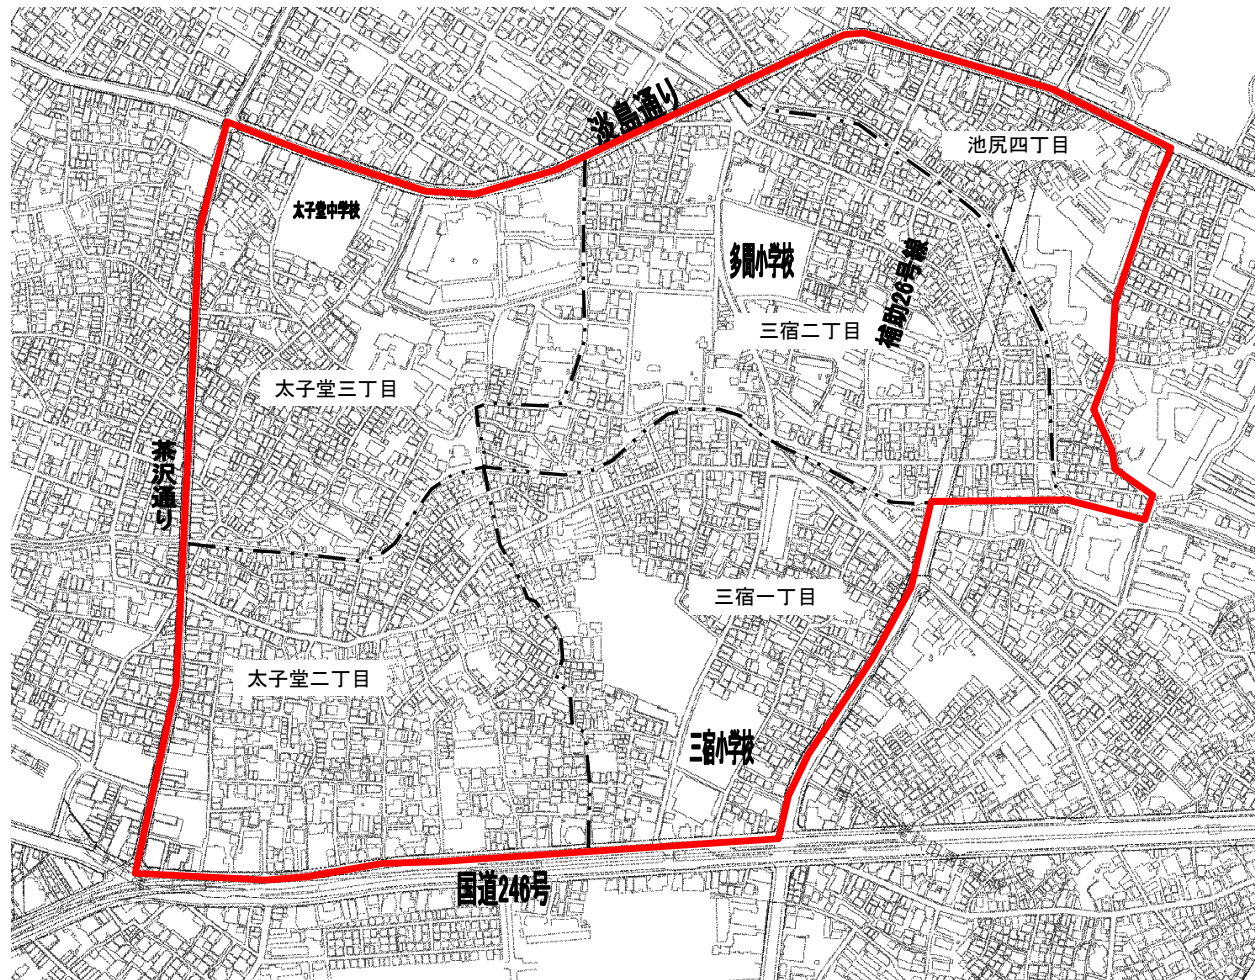 淡島通り
池尻四丁目
太子堂中学校
多聞小学校
補助26号線
三宿二丁目
太子堂三丁目
茶沢通り
三宿一丁目
太子堂二丁目
三宿小学校
国道246号